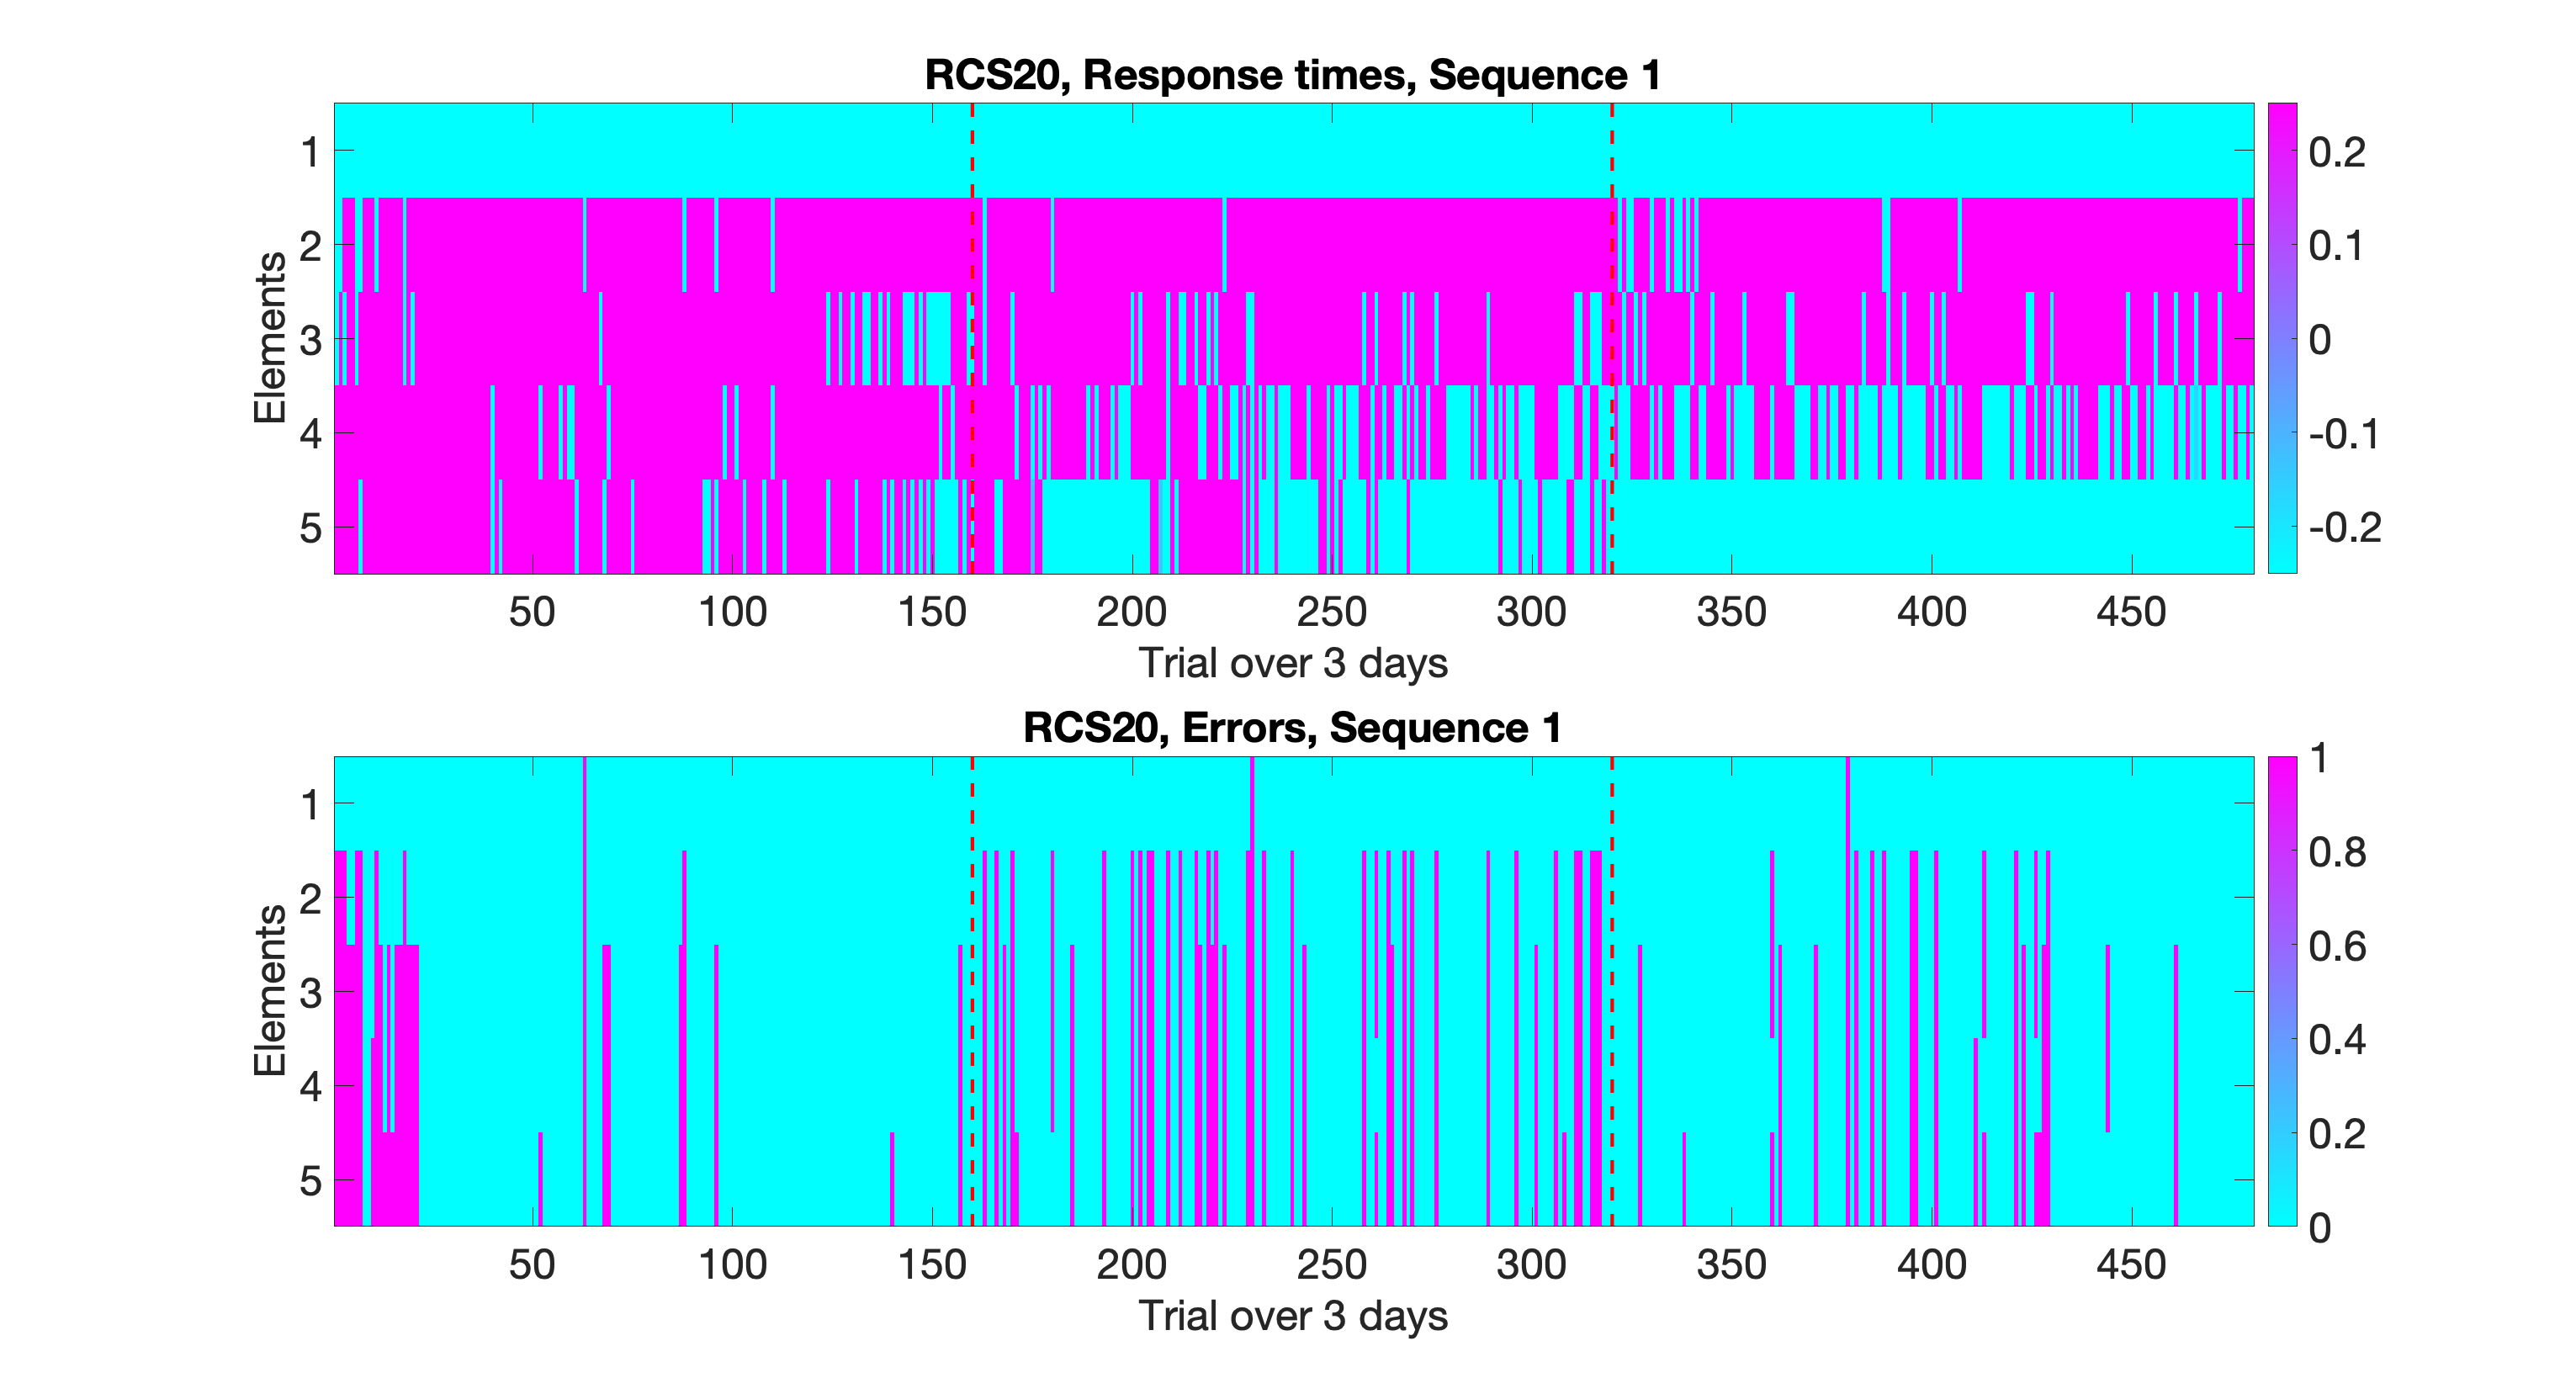 RCS20, Response times, Sequence 1
Elements
1
2
3
4
5
0.2
0.1
0
-0.1
-0.2
50 100 150 200 250 300 350 400 450
Trial over 3 days
RCS20, Errors, Sequence 1
Elements
1
2
3
4
5
1
0.8
0.6
0.4
0.2
0
50 100 150 200 250 300 350 400 450
Trial over 3 days